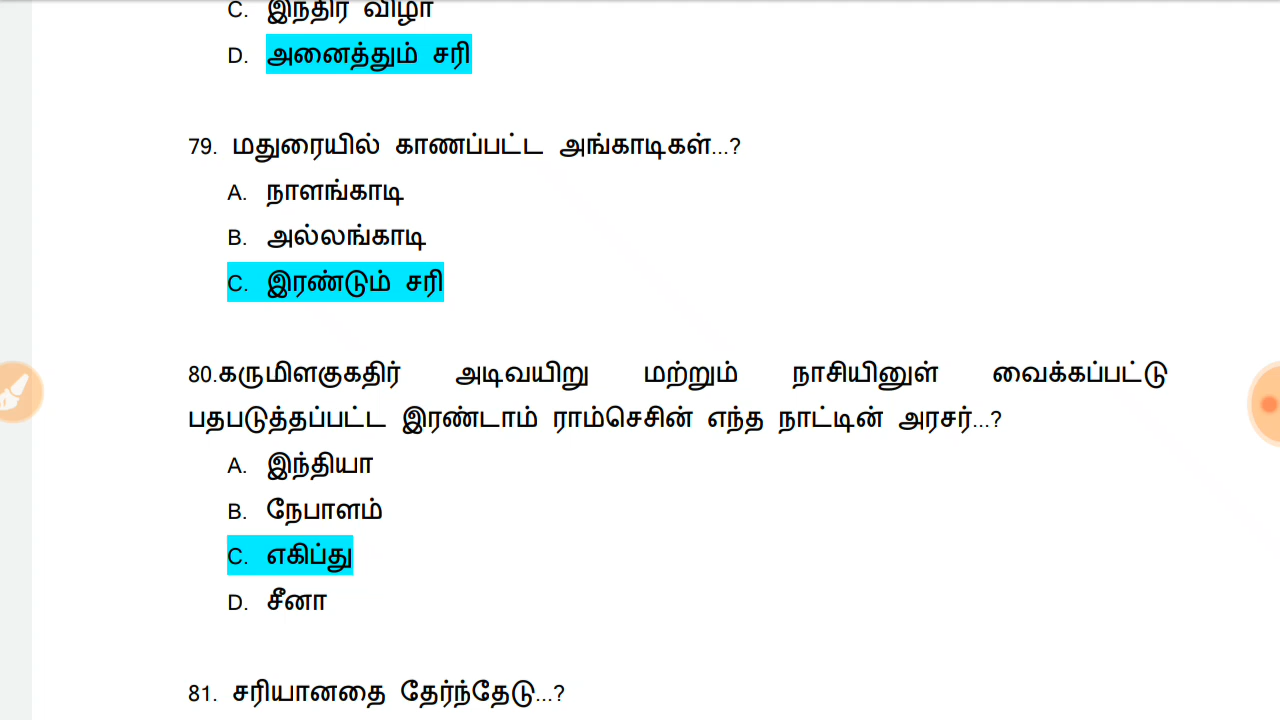 C. இந்திர விழா
D. அனைத்தும் சரி
79. மதுரையில் காணப்பட்ட அங்காடிகள்...?
A. நாளங்காடி
B. அல்லங்காடி
C. இரண்டும் சரி
80.கருமிளகுகதிர் அடிவயிறு மற்றும் நாசியினுள் வைக்கப்பட்டு
பதபடுத்தப்பட்ட இரண்டாம் ராம்செசின் எந்த நாட்டின் அரசர்...?
A. இந்தியா
B. நேபாளம்
C. எகிப்து
D. சீனா
81. சரியானதை தேர்ந்தேடு...?